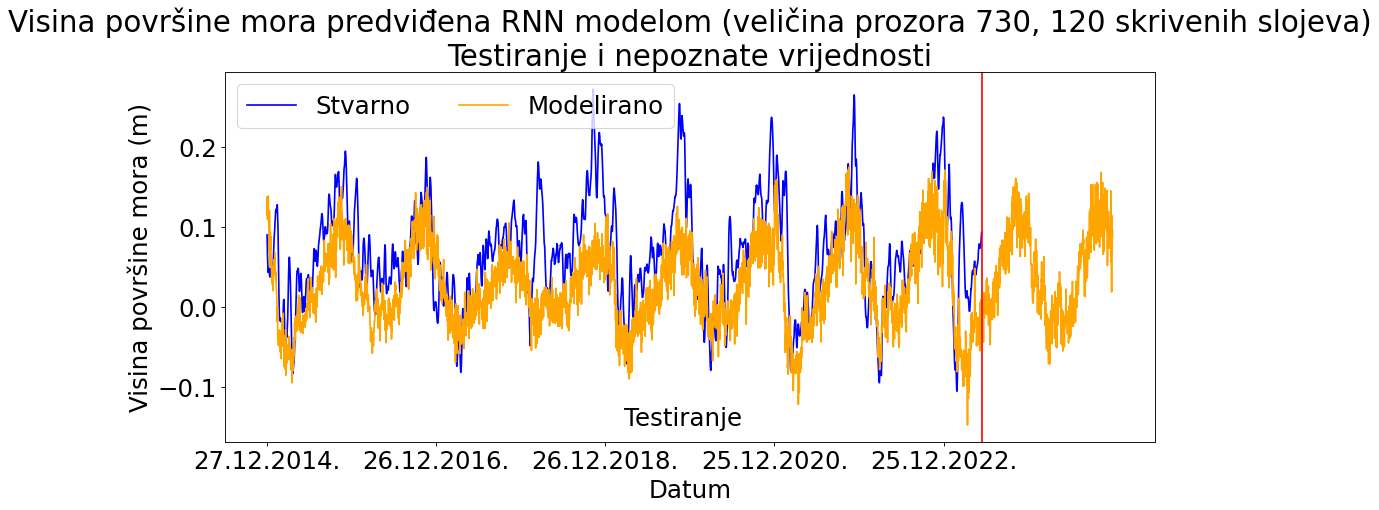 Visina površine mora predviđena RNN modelom (veličina prozora 730, 120 skrivenih slojeva)
Testiranje i nepoznate vrijednosti
Stvarno Modelirano
Visina površine mora (m)
0.2
0.1
0.0
−0.1
Testiranje
27.12.2014. 26.12.2016. 26.12.2018. 25.12.2020. 25.12.2022.
Datum